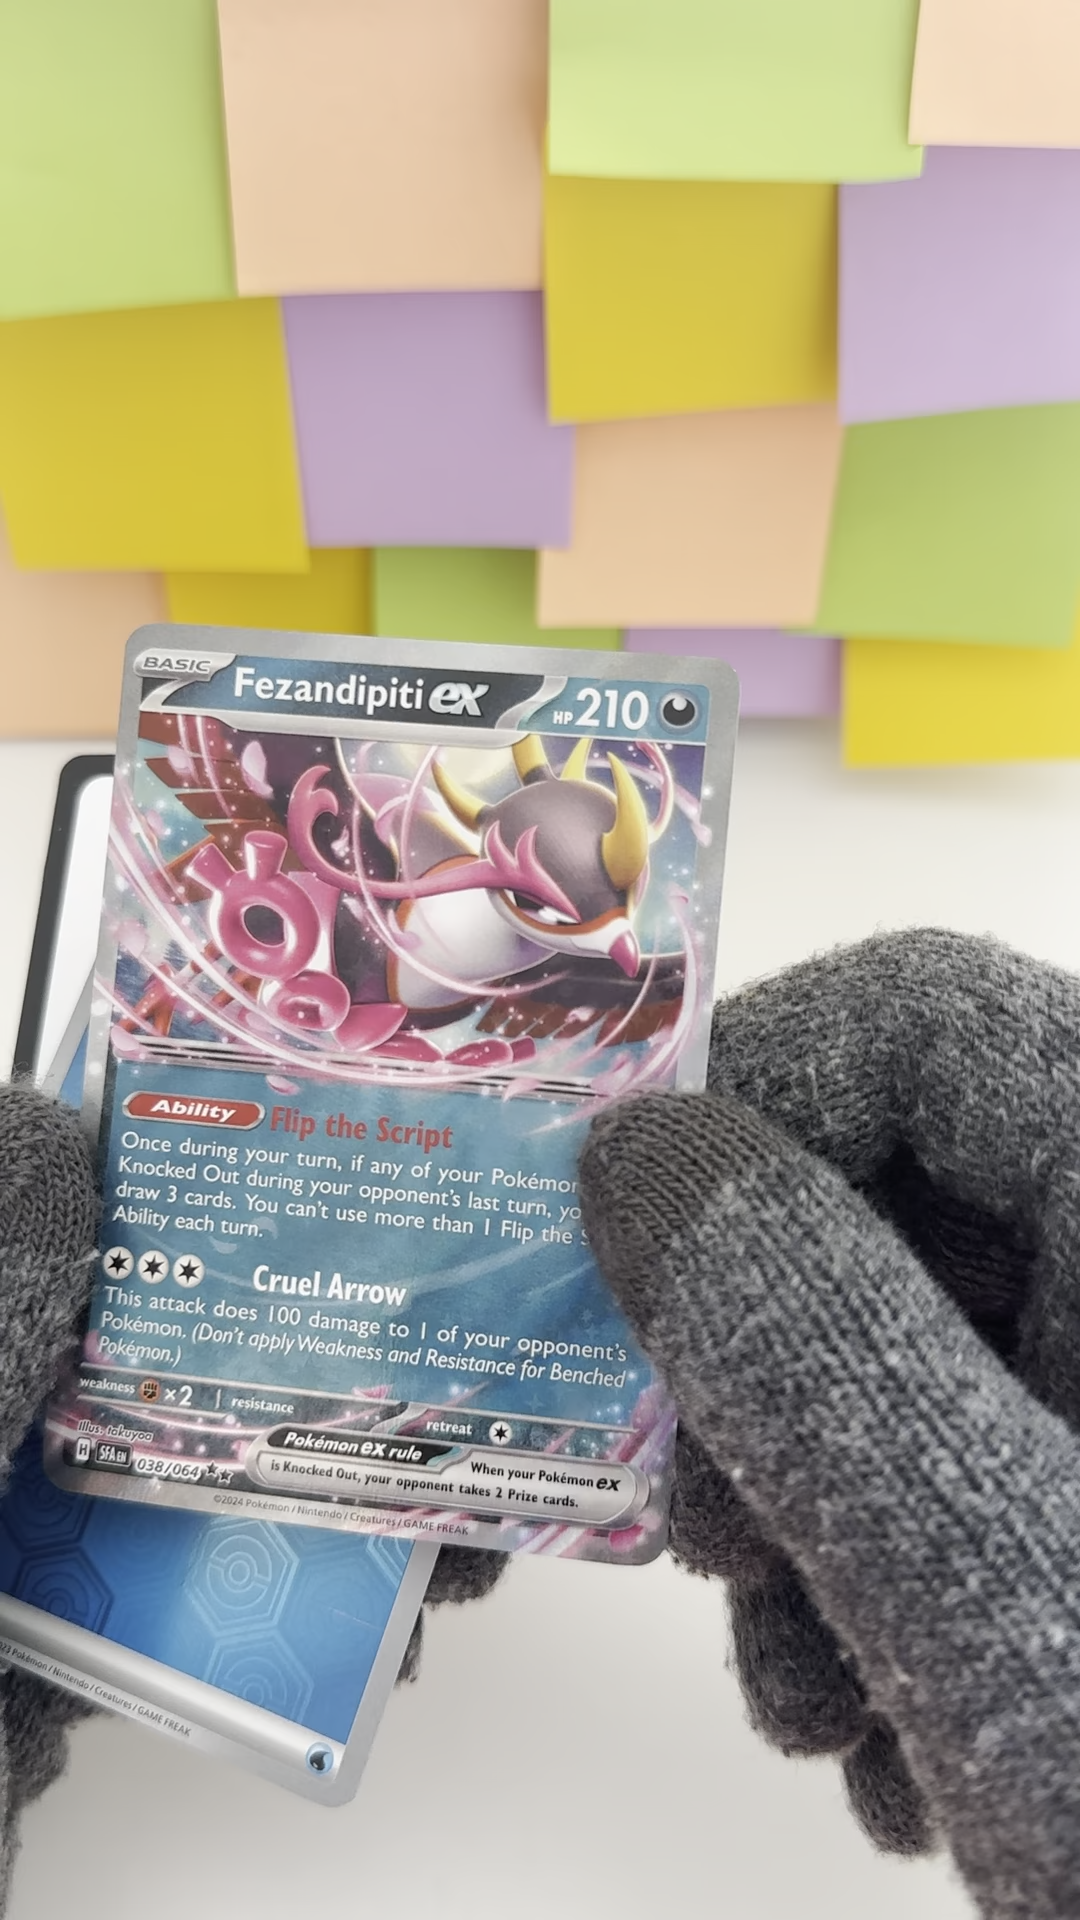 BASIC
Fezandipiti ex HP 210
Ability Flip the Script
Once during your turn, if any of your
Knocked Out during your opponent's last turn,
draw 3 cards. You can't use more than 1 Flip the
Ability each turn.
Cruel Arrow
This attack does 100 damage to 1 of your opponent's
Pokémon. (Don't apply Weakness and Resistance for Benched
Pokémon.)
weakness ×2 resistance
retreat
Illus. takuyoa
Pokémon ex rule When your Pokémon ex
is Knocked Out, your opponent takes 2 Prize cards.
H SFA EN 038/064
©2024 Pokémon / Nintendo / Creatures / GAME FREAK
Pokémon / Nintendo / Creatures / GAME FREAK